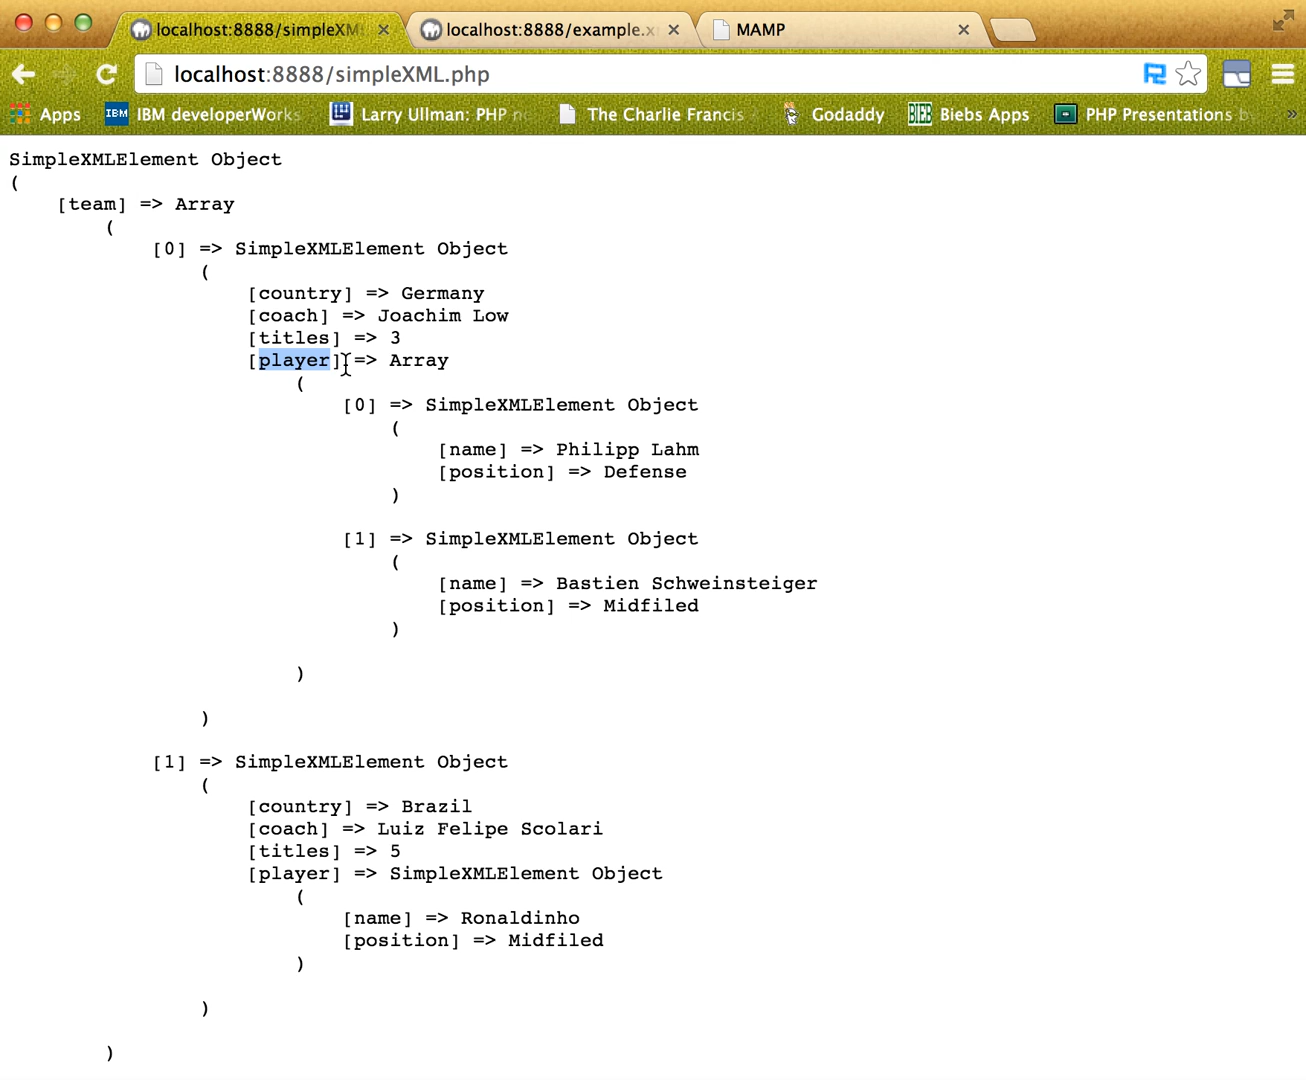 localhost:8888/simpleXM
localhost:8888/example.x
MAMP
localhost:8888/simpleXML.php
Apps
IBM
IBM developerWorks
Larry Ullman: PHP
The Charlie Francis
Godaddy
BIEB
Biebs Apps
PHP Presentations
»
SimpleXMLElement Object
(
[team] => Array
(
[0] => SimpleXMLElement Object
(
[country] => Germany
[coach] => Joachim Low
[titles] => 3
[player] => Array
(
[0] => SimpleXMLElement Object
(
[name] => Philipp Lahm
[position] => Defense
)
[1] => SimpleXMLElement Object
(
[name] => Bastien Schweinsteiger
[position] => Midfiled
)
)
)
[1] => SimpleXMLElement Object
(
[country] => Brazil
[coach] => Luiz Felipe Scolari
[titles] => 5
[player] => SimpleXMLElement Object
(
[name] => Ronaldinho
[position] => Midfiled
)
)
)